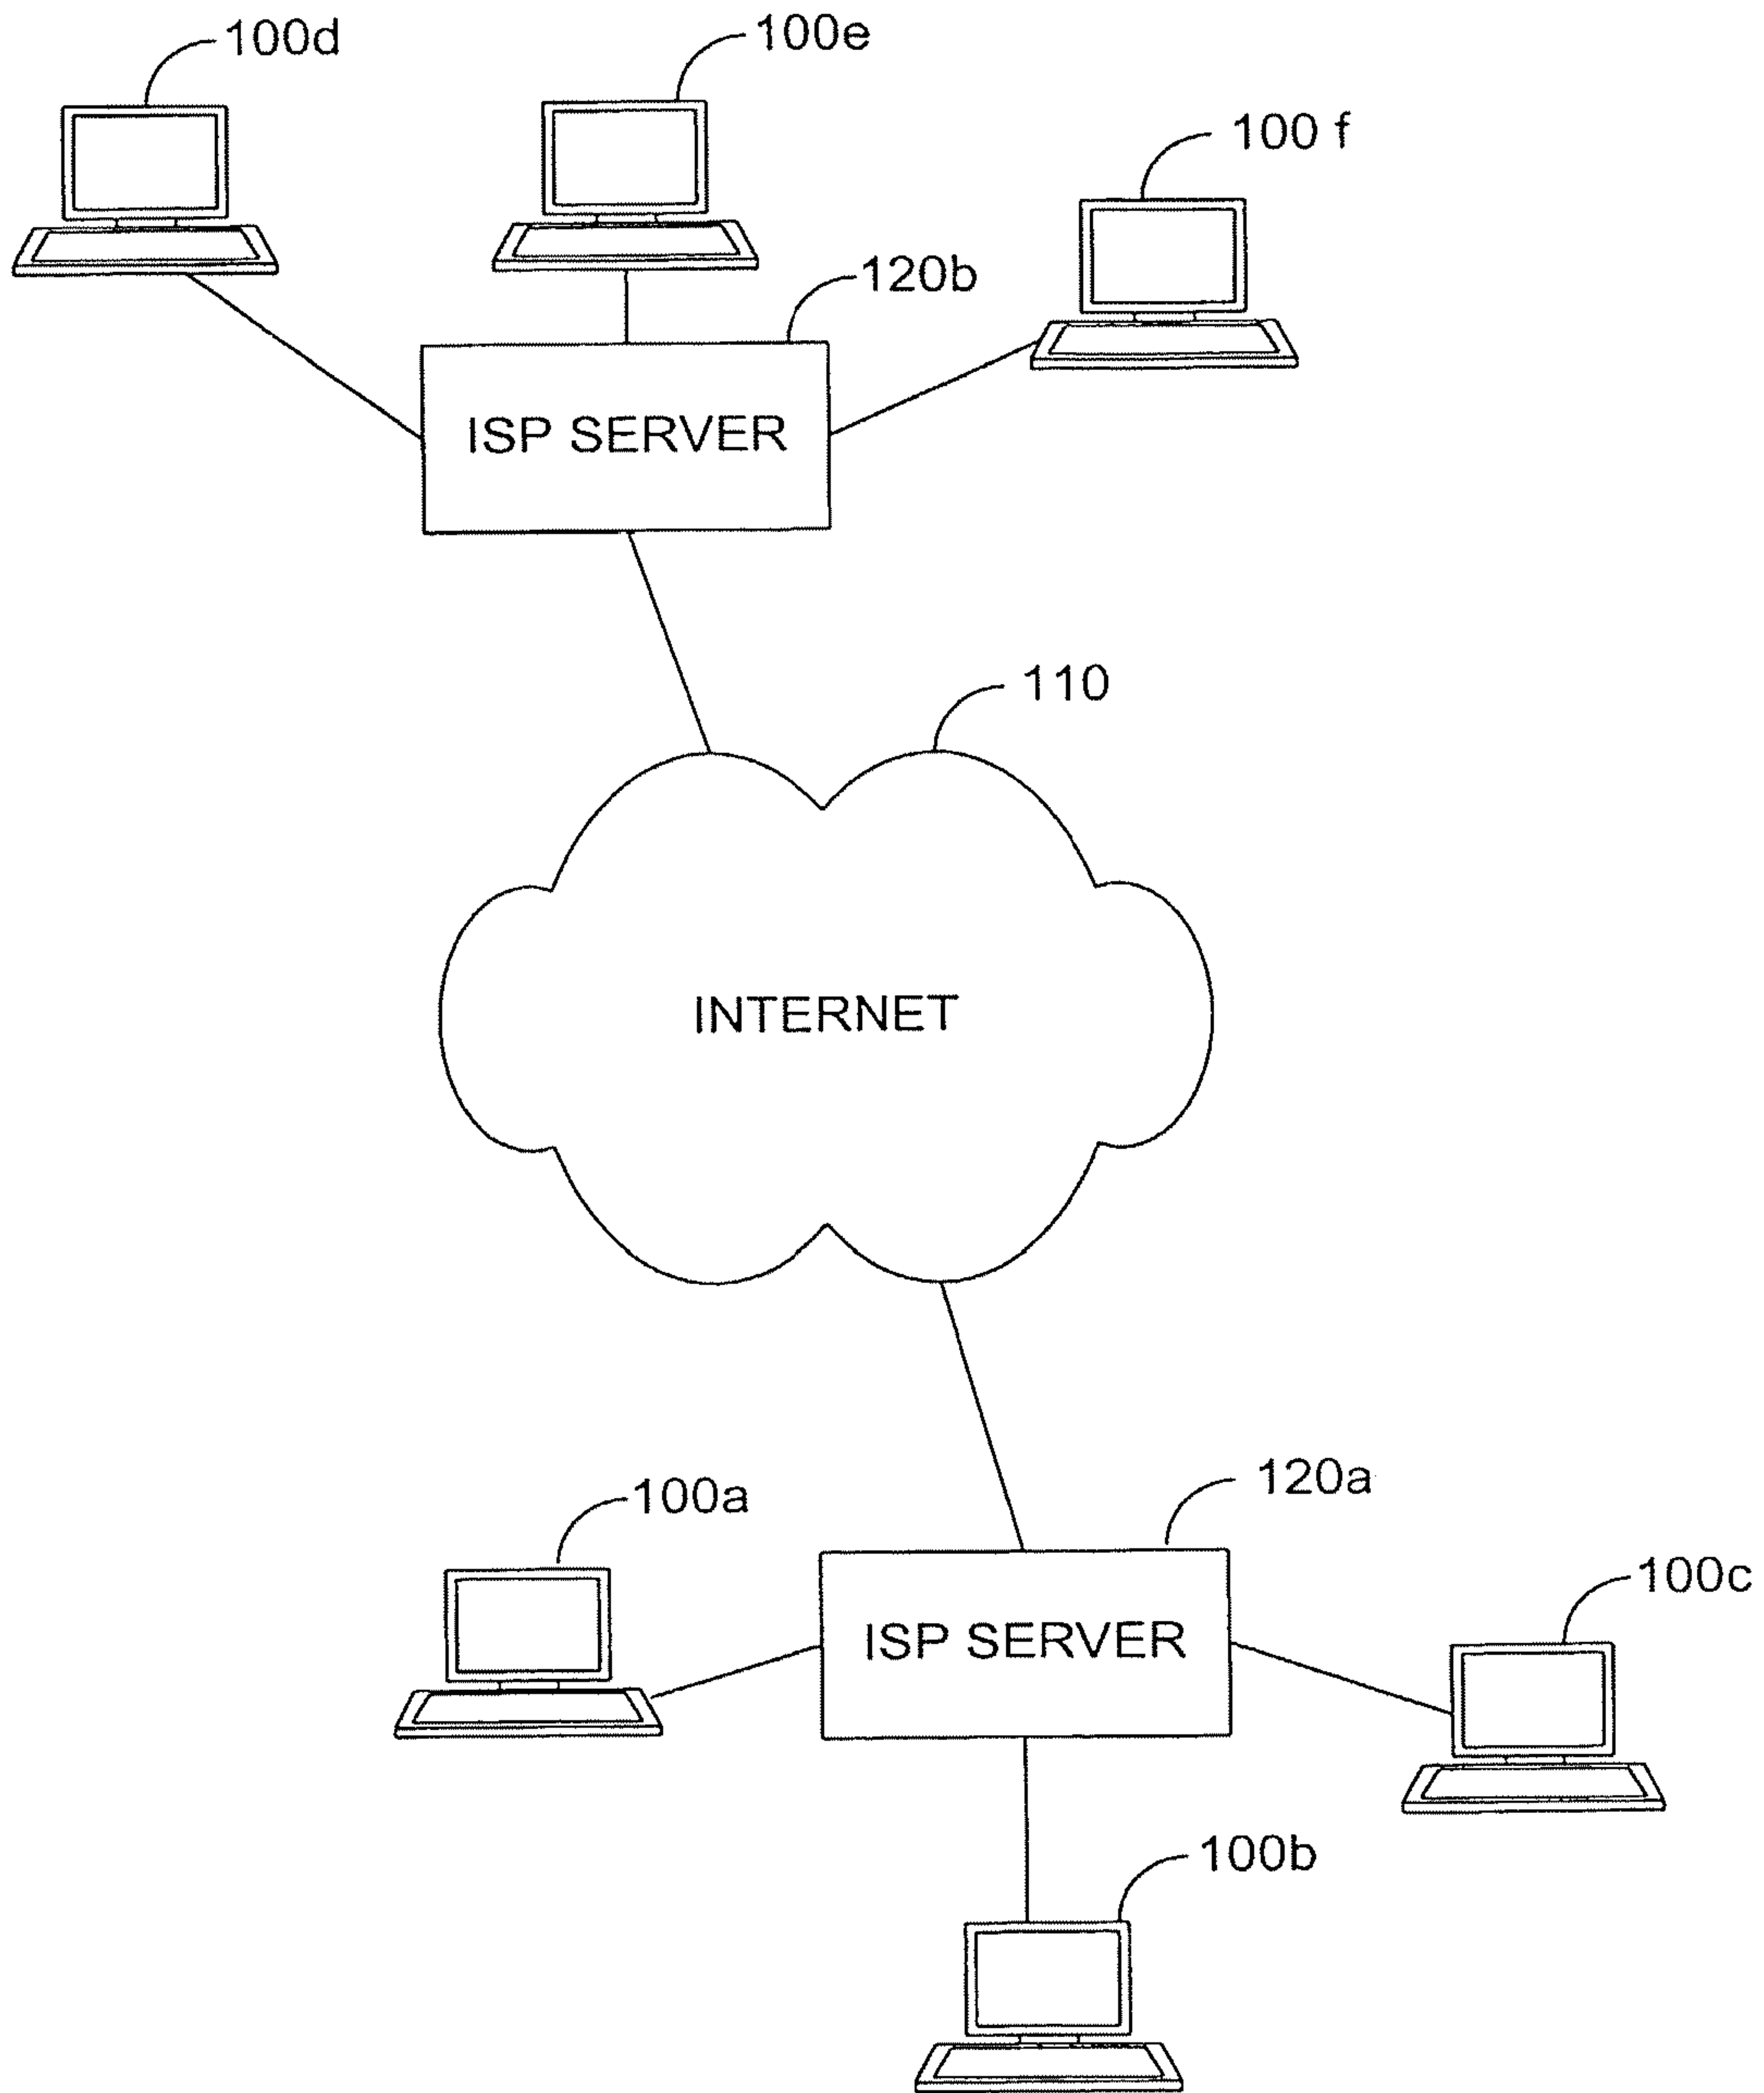 100d
100e
100 f
120b
ISP SERVER
110
INTERNET
120a
100a
100c
ISP SERVER
100b